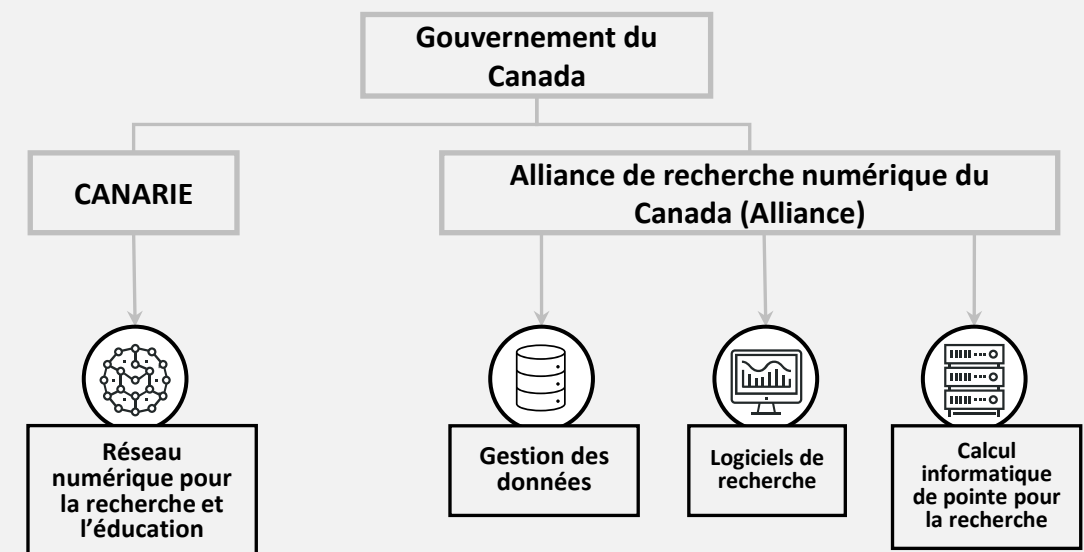 Gouvernement du
Canada
CANARIE
Alliance de recherche numérique du
Canada (Alliance)
Réseau
numérique pour
la recherche et
l’éducation
Gestion des
données
Logiciels de
recherche
Calcul
informatique
de pointe pour
la recherche